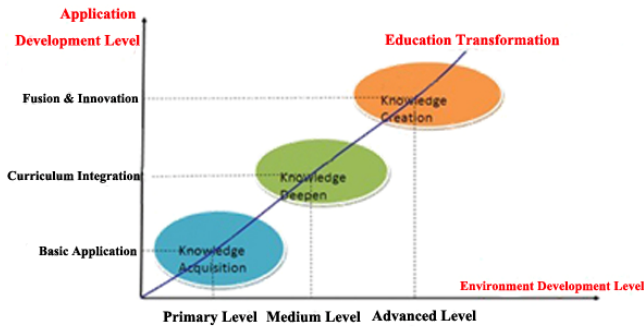 Application
Development Level
Education Transformation
Fusion & Innovation
Knowledge
Creation
Curriculum Integration
Knowledge
Deepen
Basic Application
Knowledge
Acquisition
Environment Development Level
Primary Level
Medium Level
Advanced Level